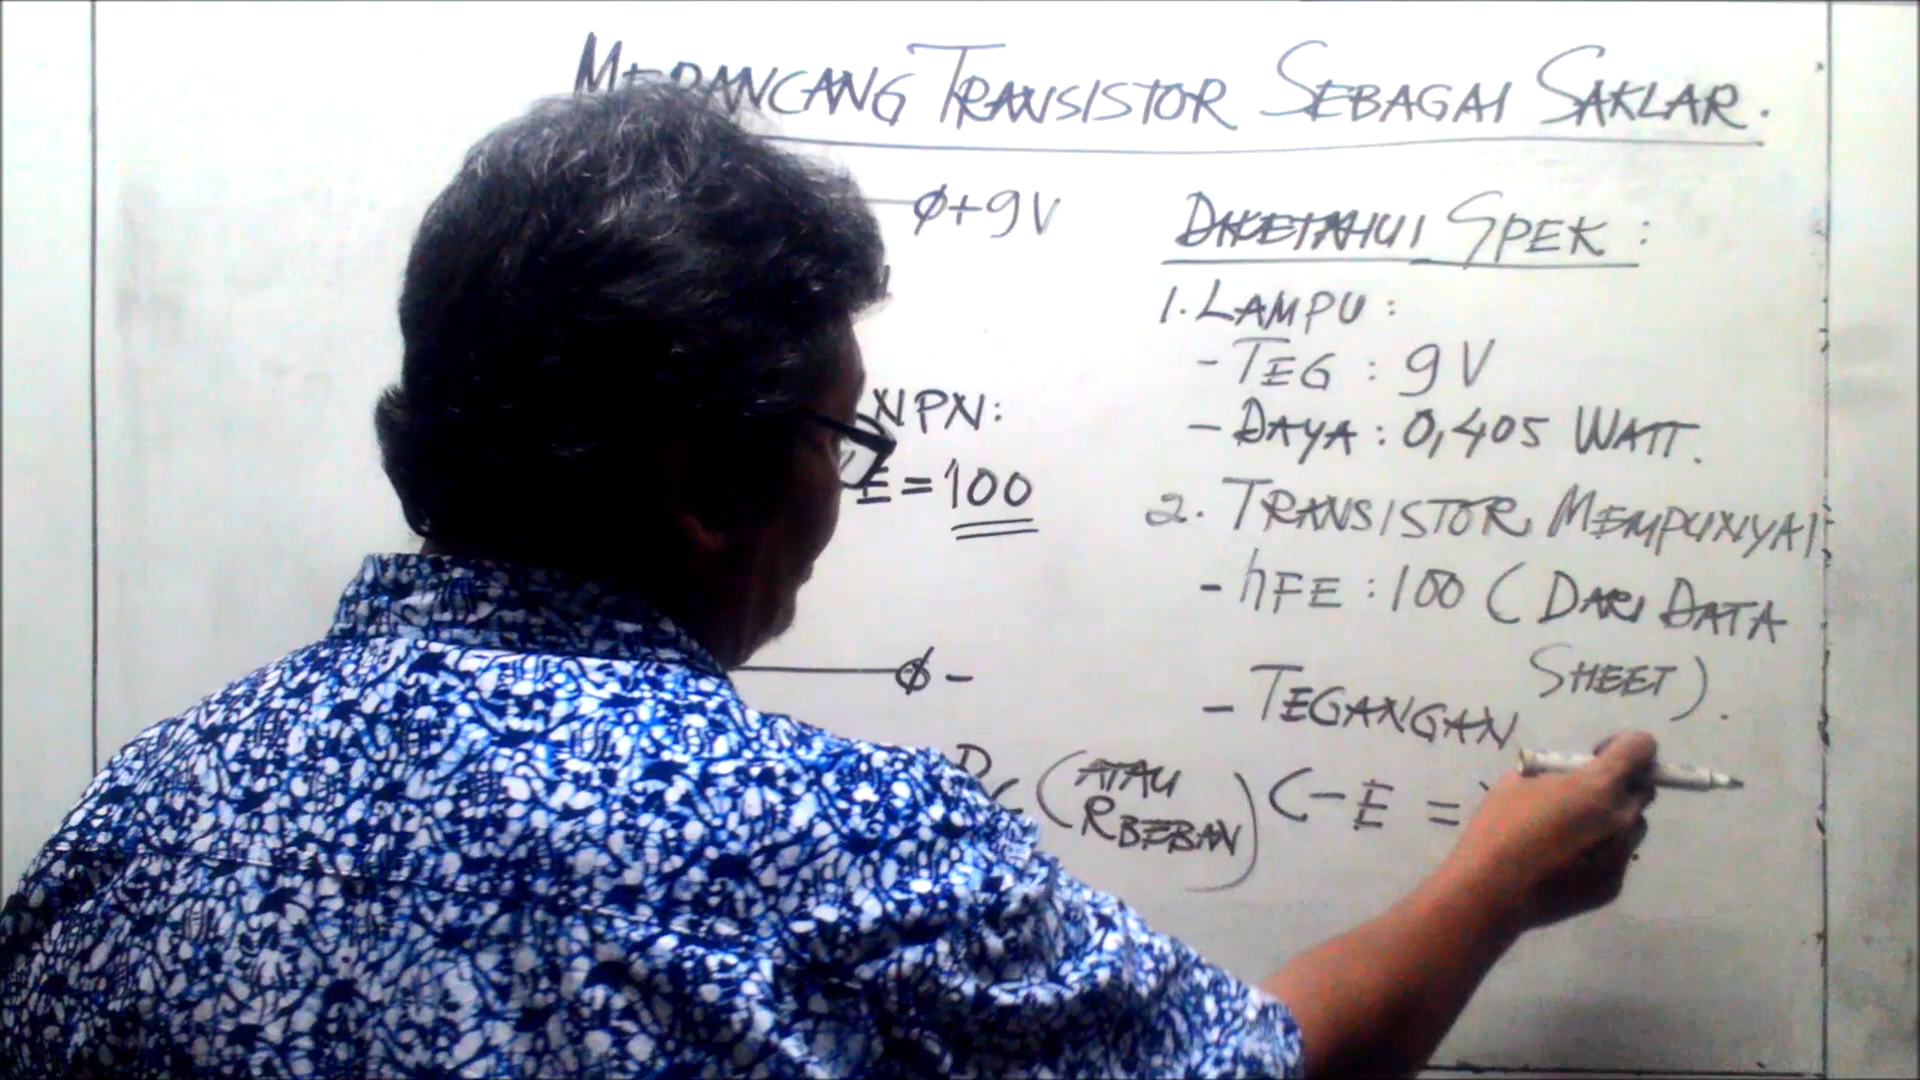 MERANCANG TRANSISTOR SEBAGAI SAKLAR.
+9V
NPN:
E = 100
-
(ATAU
RBEBAN)
DIKETAHUI SPEK :
1. LAMPU :
- TEG : 9 V
- DAYA : 0,405 WATT.
2. TRANSISTOR MEMPUNYAI
- hFE : 100 (DARI DATA
SHEET).
- TEGANGAN
C-E =